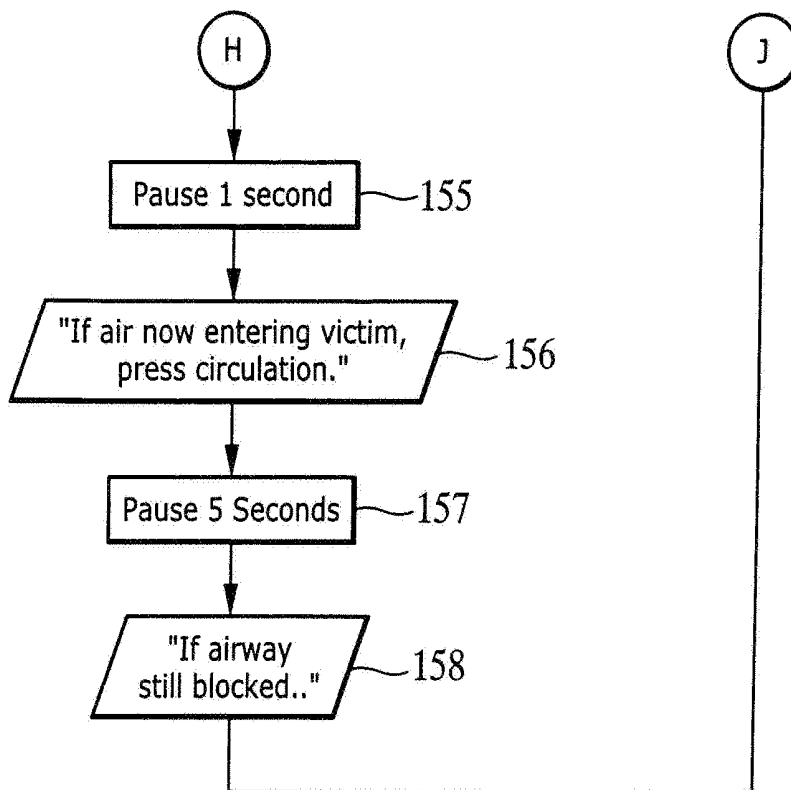 H
J
Pause 1 second
155
"If air now entering victim,
press circulation."
156
Pause 5 Seconds
157
"If airway
still blocked.."
158